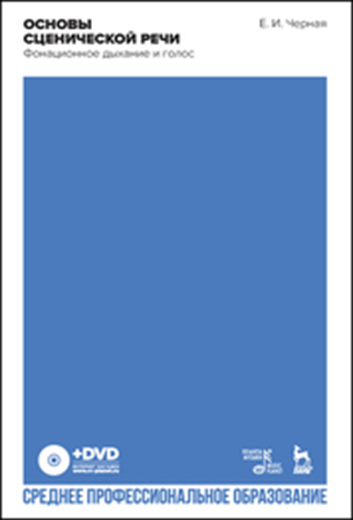 ОСНОВЫ
СЦЕНИЧЕСКОЙ РЕЧИ
Фонационное дыхание и голос
Е. И. Черная
+DVD
СРЕДНЕЕ ПРОФЕССИОНАЛЬНОЕ ОБРАЗОВАНИЕ